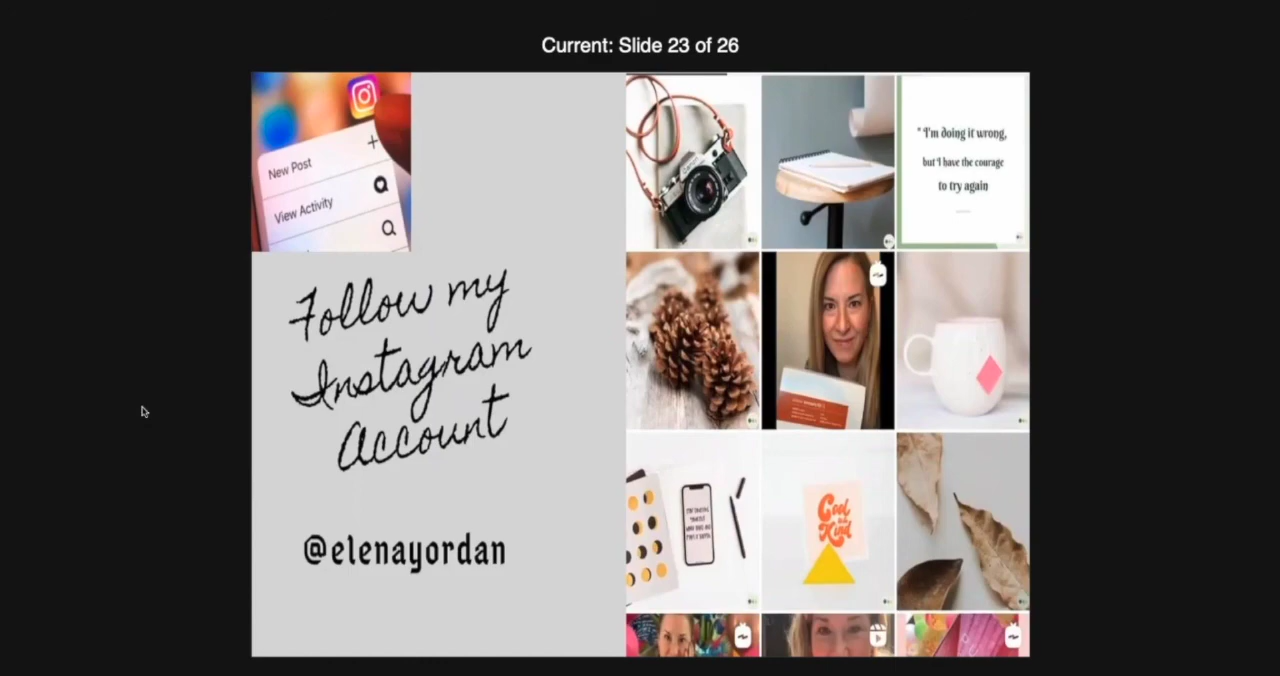 Current: Slide 23 of 26
New Post
View Activity
Follow my
Instagram
Account
@elenayordan
" I'm doing it wrong,
but I have the courage
to try again
Cool
Kind